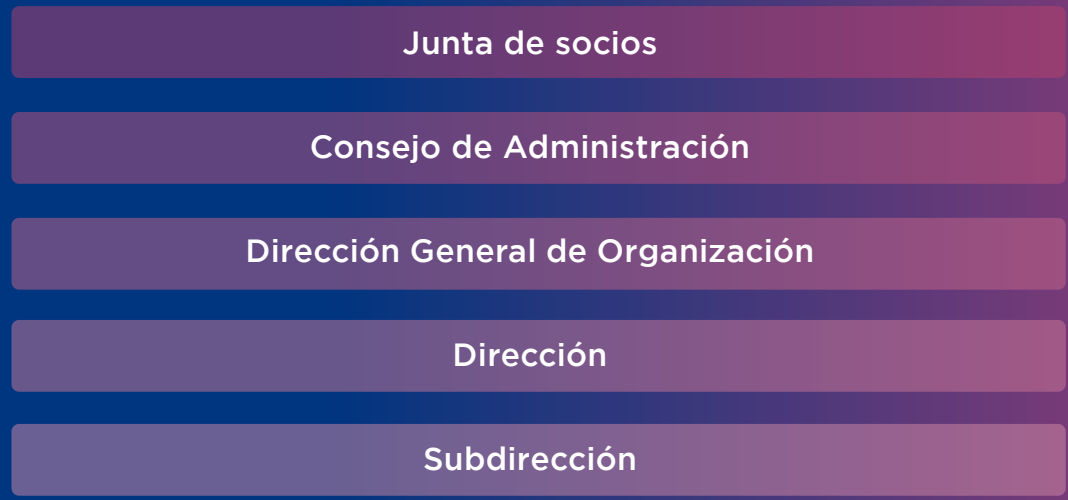 Junta de socios
Consejo de Administración
Dirección General de Organización
Dirección
Subdirección